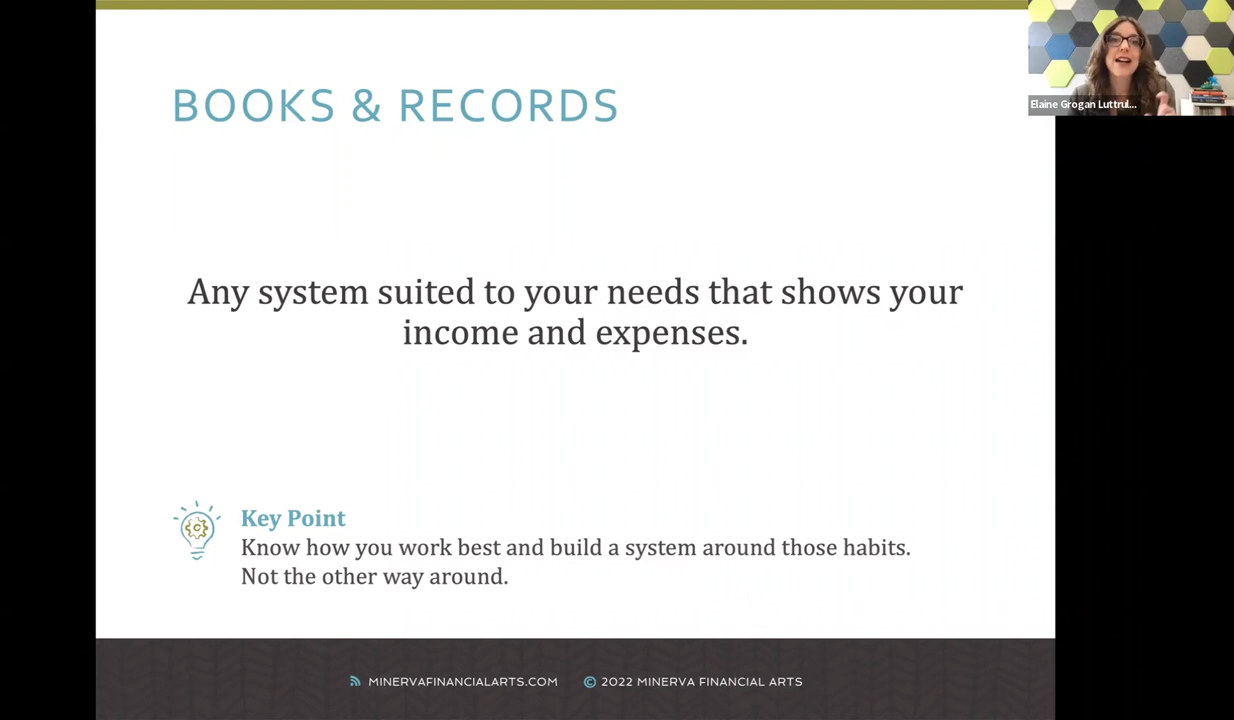 BOOKS & RECORDS
Elaine Grogan Luttrul...
Any system suited to your needs that shows your
income and expenses.
Key Point
Know how you work best and build a system around those habits.
Not the other way around.
MINERVAFINANCIALARTS.COM © 2022 MINERVA FINANCIAL ARTS